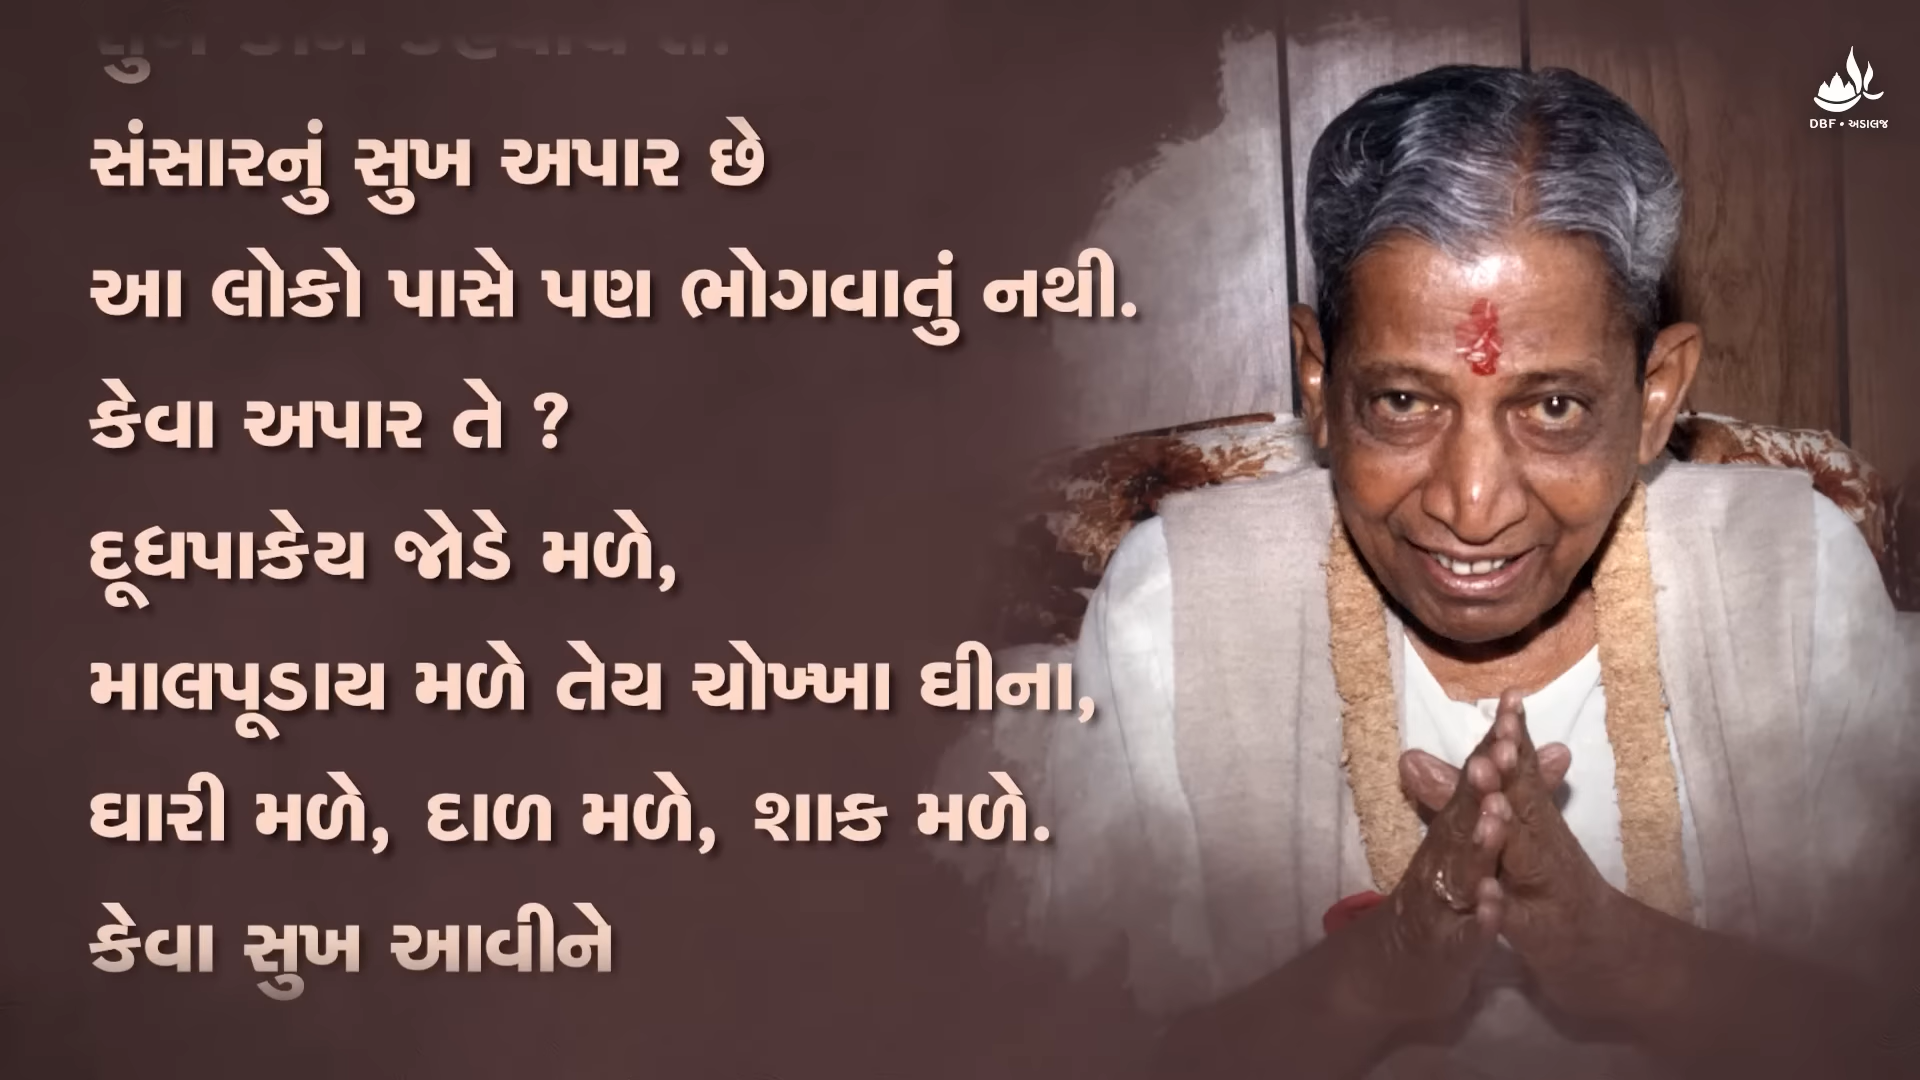 સંસારનું સુખ અપાર છે
આ લોકો પાસે પણ ભોગવાતું નથી.
કેવા અપાર તે ?
દૂધપાકેય જોડે મળે,
માલપૂડાય મળે તેય ચોખ્ખા ઘીના,
ઘારી મળે, દાળ મળે, શાક મળે.
કેવા સુખ આવીને
DBF • અડાલજ